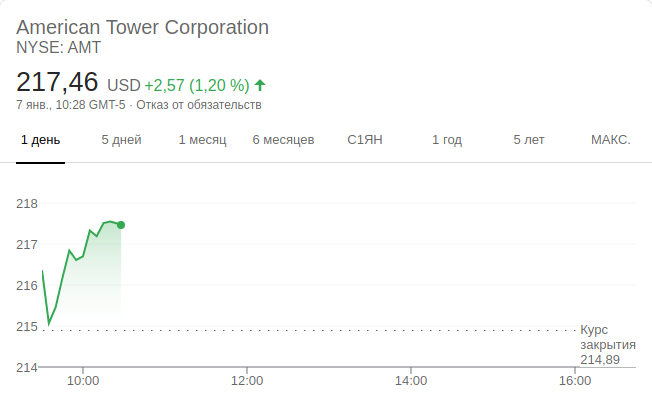 American Tower Corporation
NYSE: AMT
217,46 USD +2,57 (1,20 %)
7 янв., 10:28 GMT-5 · Отказ от обязательств
1 день 5 дней 1 месяц 6 месяцев С1ЯН 1 год 5 лет МАКС.
218
217
216
215
Курс
закрытия
214,89
214
10:00 12:00 14:00 16:00